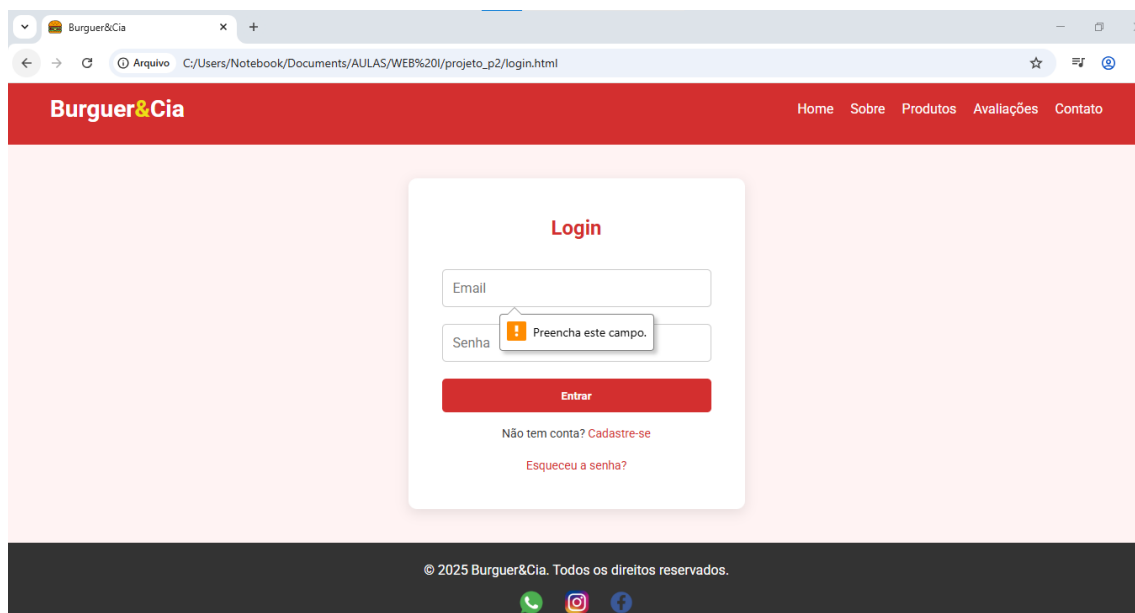 Burguer&Cia
Arquivo C:/Users/Notebook/Documents/AULAS/WEB%20I/projeto_p2/login.html
Burguer&Cia Home Sobre Produtos Avaliações Contato
Login
Email
Preencha este campo.
Senha
Entrar
Não tem conta? Cadastre-se
Esqueceu a senha?
© 2025 Burguer&Cia. Todos os direitos reservados.